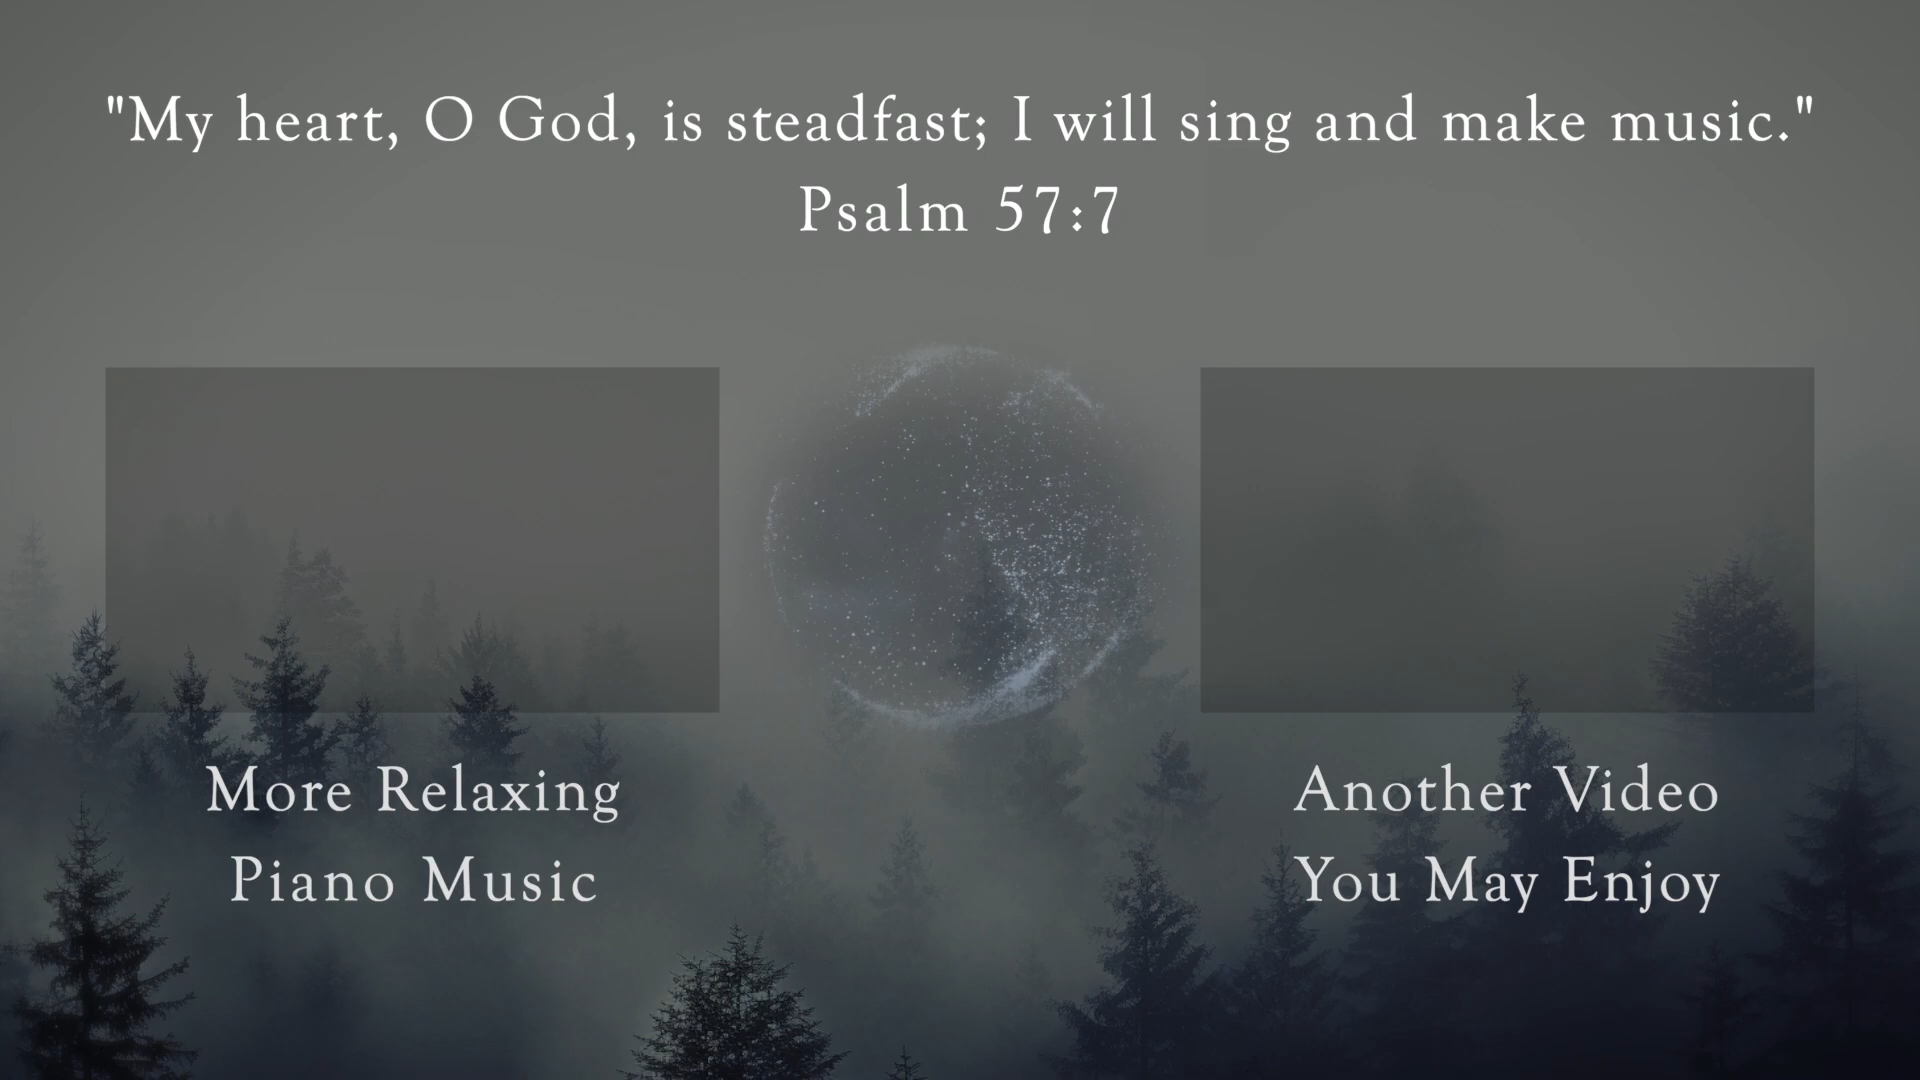 "My heart, O God, is steadfast; I will sing and make music."
Psalm 57:7
More Relaxing
Piano Music
Another Video
You May Enjoy